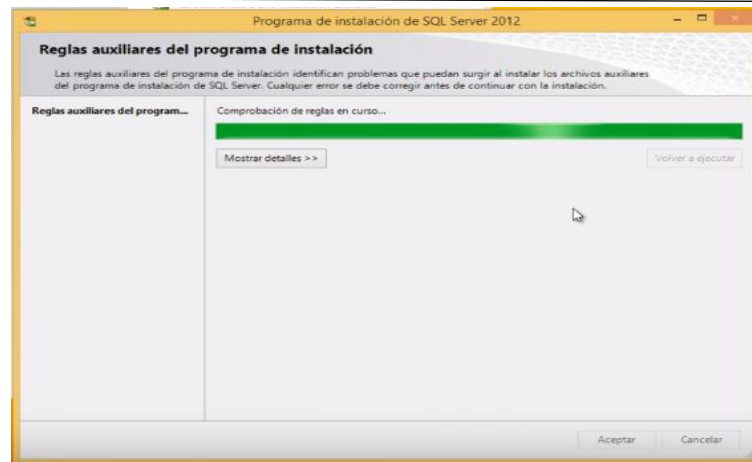 Programa de instalación de SQL Server 2012
Reglas auxiliares del programa de instalación
Las reglas auxiliares del programa de instalación identifican problemas que puedan surgir al instalar los archivos auxiliares
del programa de instalación de SQL Server. Cualquier error se debe corregir antes de continuar con la instalación.
Reglas auxiliares del program...
Comprobación de reglas en curso...
Mostrar detalles >>
Volver a ejecutar
Aceptar
Cancelar